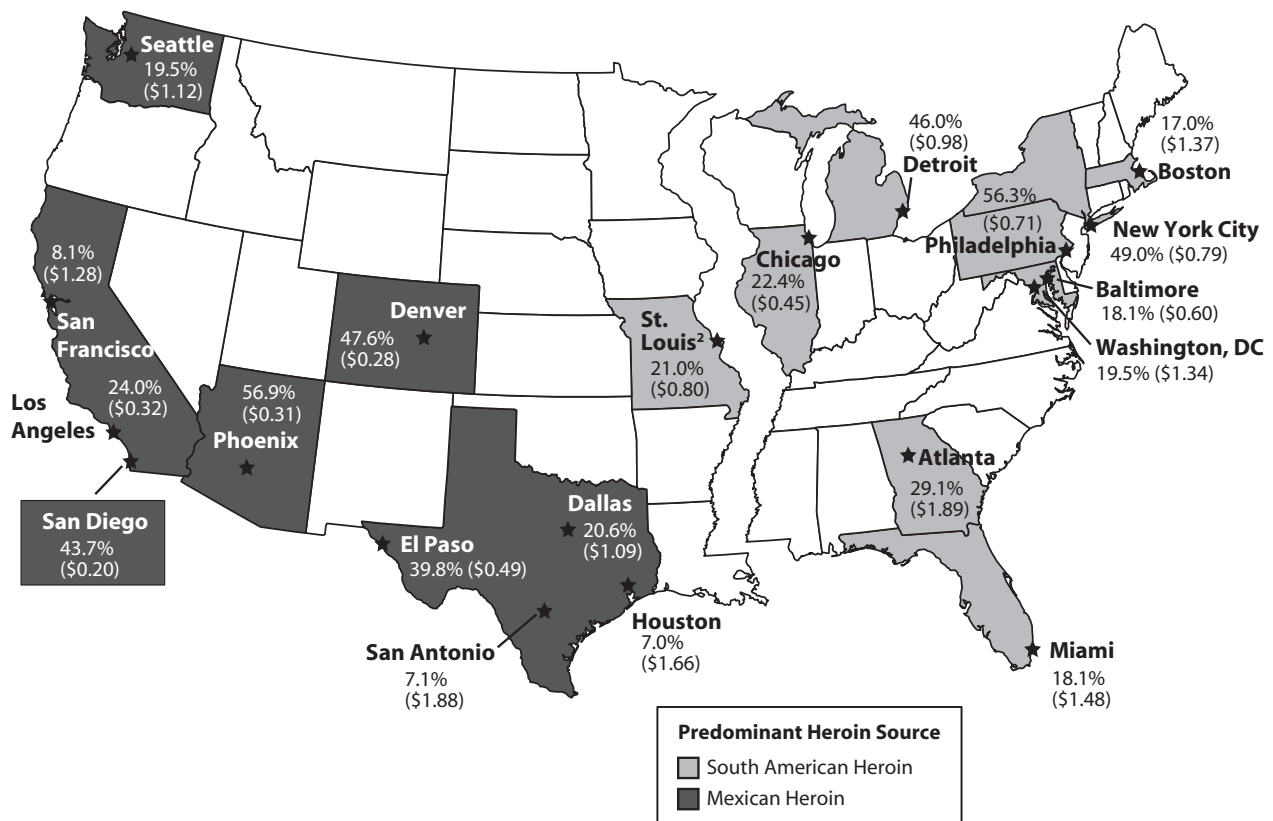 Seattle
19.5%
($1.12)
46.0%
($0.98)
Detroit
17.0%
($1.37)
Boston
56.3%
($0.71)
Philadelphia
New York City
49.0% ($0.79)
8.1%
($1.28)
San
Francisco
Denver
47.6%
($0.28)
Chicago
22.4%
($0.45)
Baltimore
18.1% ($0.60)
St.
Louis²
21.0%
($0.80)
Washington, DC
19.5% ($1.34)
24.0%
($0.32)
Los
Angeles
56.9%
($0.31)
Phoenix
Atlanta
29.1%
($1.89)
San Diego
43.7%
($0.20)
Dallas
20.6%
($1.09)
El Paso
39.8% ($0.49)
Houston
7.0%
($1.66)
San Antonio
7.1%
($1.88)
Miami
18.1%
($1.48)
Predominant Heroin Source
South American Heroin
Mexican Heroin